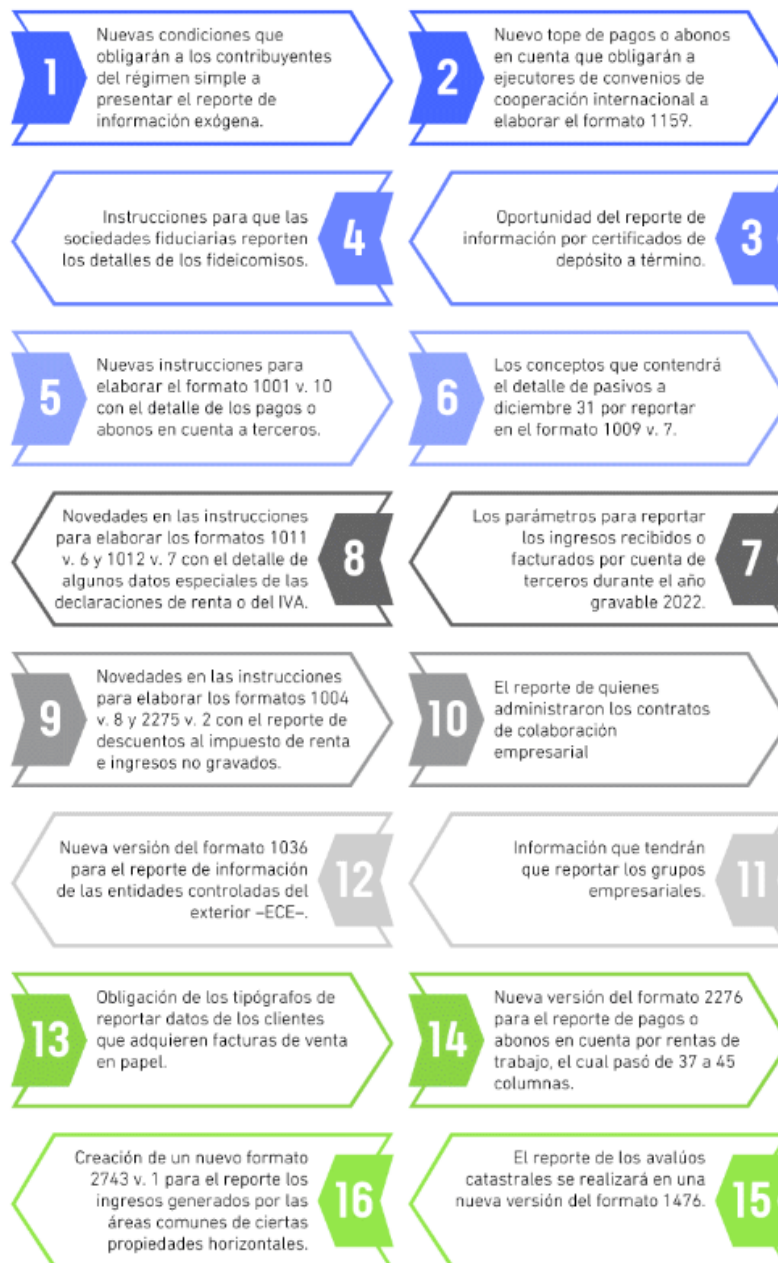 1
Nuevas condiciones que
obligarán a los contribuyentes
del régimen simple a
presentar el reporte de
información exógena.
2
Nuevo tope de pagos o abonos
en cuenta que obligarán a
ejecutores de convenios de
cooperación internacional a
elaborar el formato 1159.
3
Oportunidad del reporte de
información por certificados de
depósito a término.
4
Instrucciones para que las
sociedades fiduciarias reporten
los detalles de los fideicomisos.
5
Nuevas instrucciones para
elaborar el formato 1001 v. 10
con el detalle de los pagos o
abonos en cuenta a terceros.
6
Los conceptos que contendrá
el detalle de pasivos a
diciembre 31 por reportar
en el formato 1009 v. 7.
7
Los parámetros para reportar
los ingresos recibidos o
facturados por cuenta de
terceros durante el año
gravable 2022.
8
Novedades en las instrucciones
para elaborar los formatos 1011
v. 6 y 1012 v. 7 con el detalle de
algunos datos especiales de las
declaraciones de renta o del IVA.
9
Novedades en las instrucciones
para elaborar los formatos 1004
v. 8 y 2275 v. 2 con el reporte de
descuentos al impuesto de renta
e ingresos no gravados.
10
El reporte de quienes
administraron los contratos
de colaboración
empresarial
11
Información que tendrán
que reportar los grupos
empresariales.
12
Nueva versión del formato 1036
para el reporte de información
de las entidades controladas del
exterior –ECE–.
13
Obligación de los tipógrafos de
reportar datos de los clientes
que adquieren facturas de venta
en papel.
14
Nueva versión del formato 2276
para el reporte de pagos o
abonos en cuenta por rentas de
trabajo, el cual pasó de 37 a 45
columnas.
15
El reporte de los avalúos
catastrales se realizará en una
nueva versión del formato 1476.
16
Creación de un nuevo formato
2743 v. 1 para el reporte los
ingresos generados por las
áreas comunes de ciertas
propiedades horizontales.